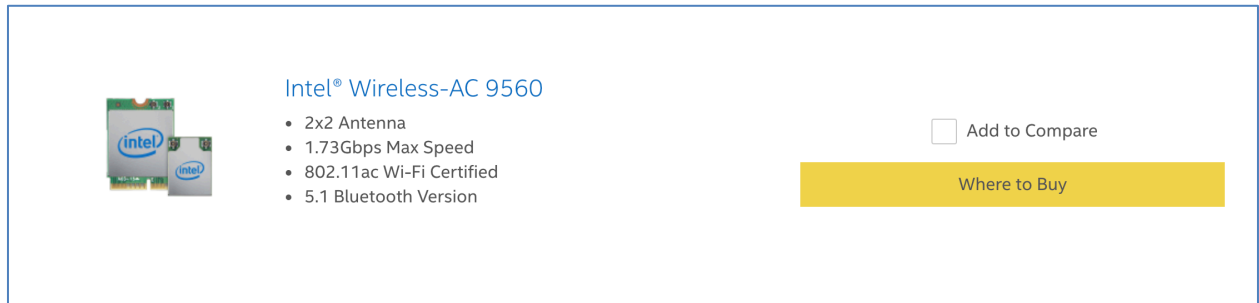 Intel® Wireless-AC 9560
• 2x2 Antenna
• 1.73Gbps Max Speed
• 802.11ac Wi-Fi Certified
• 5.1 Bluetooth Version
intel
intel
Add to Compare
Where to Buy